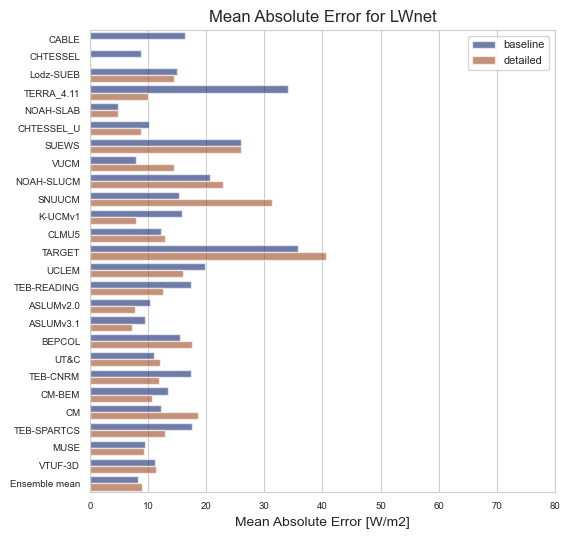 Mean Absolute Error for LWnet
baseline
detailed
CABLE
CHTESSEL
Lodz-SUEB
TERRA_4.11
NOAH-SLAB
CHTESSEL_U
SUEWS
VUCM
NOAH-SLUCM
SNUUCM
K-UCMv1
CLMU5
TARGET
UCLEM
TEB-READING
ASLUMv2.0
ASLUMv3.1
BEPCOL
UT&C
TEB-CNRM
CM-BEM
CM
TEB-SPARTCS
MUSE
VTUF-3D
Ensemble mean
0 10 20 30 40 50 60 70 80
Mean Absolute Error [W/m2]